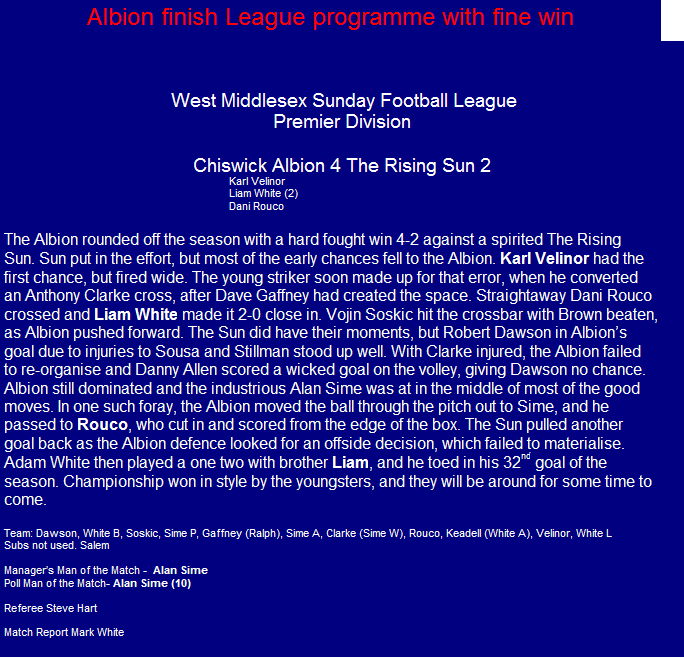 Albion finish League programme with fine win
West Middlesex Sunday Football League
Premier Division
Chiswick Albion 4 The Rising Sun 2
Karl Velinor
Liam White (2)
Dani Rouco
The Albion rounded off the season with a hard fought win 4-2 against a spirited The Rising
Sun. Sun put in the effort, but most of the early chances fell to the Albion. Karl Velinor had the
first chance, but fired wide. The young striker soon made up for that error, when he converted
an Anthony Clarke cross, after Dave Gaffney had created the space. Straightaway Dani Rouco
crossed and Liam White made it 2-0 close in. Vojin Soskic hit the crossbar with Brown beaten,
as Albion pushed forward. The Sun did have their moments, but Robert Dawson in Albion’s
goal due to injuries to Sousa and Stillman stood up well. With Clarke injured, the Albion failed
to re-organise and Danny Allen scored a wicked goal on the volley, giving Dawson no chance.
Albion still dominated and the industrious Alan Sime was at in the middle of most of the good
moves. In one such foray, the Albion moved the ball through the pitch out to Sime, and he
passed to Rouco, who cut in and scored from the edge of the box. The Sun pulled another
goal back as the Albion defence looked for an offside decision, which failed to materialise.
Adam White then played a one two with brother Liam, and he toed in his 32nd goal of the
season. Championship won in style by the youngsters, and they will be around for some time to
come.
Team: Dawson, White B, Soskic, Sime P, Gaffney (Ralph), Sime A, Clarke (Sime W), Rouco, Keadell (White A), Velinor, White L
Subs not used. Salem
Manager's Man of the Match - Alan Sime
Poll Man of the Match- Alan Sime (10)
Referee Steve Hart
Match Report Mark White